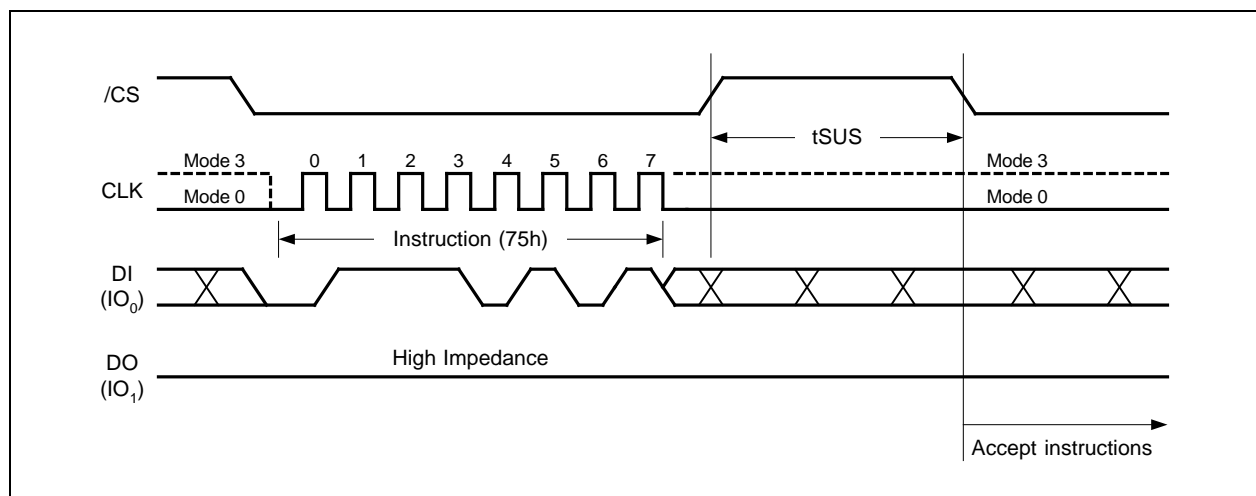 /CS
tSUS
Mode 3 0 1 2 3 4 5 6 7 Mode 3
CLK
Mode 0 Mode 0
Instruction (75h)
DI
(IO0)
High Impedance
DO
(IO1)
Accept instructions